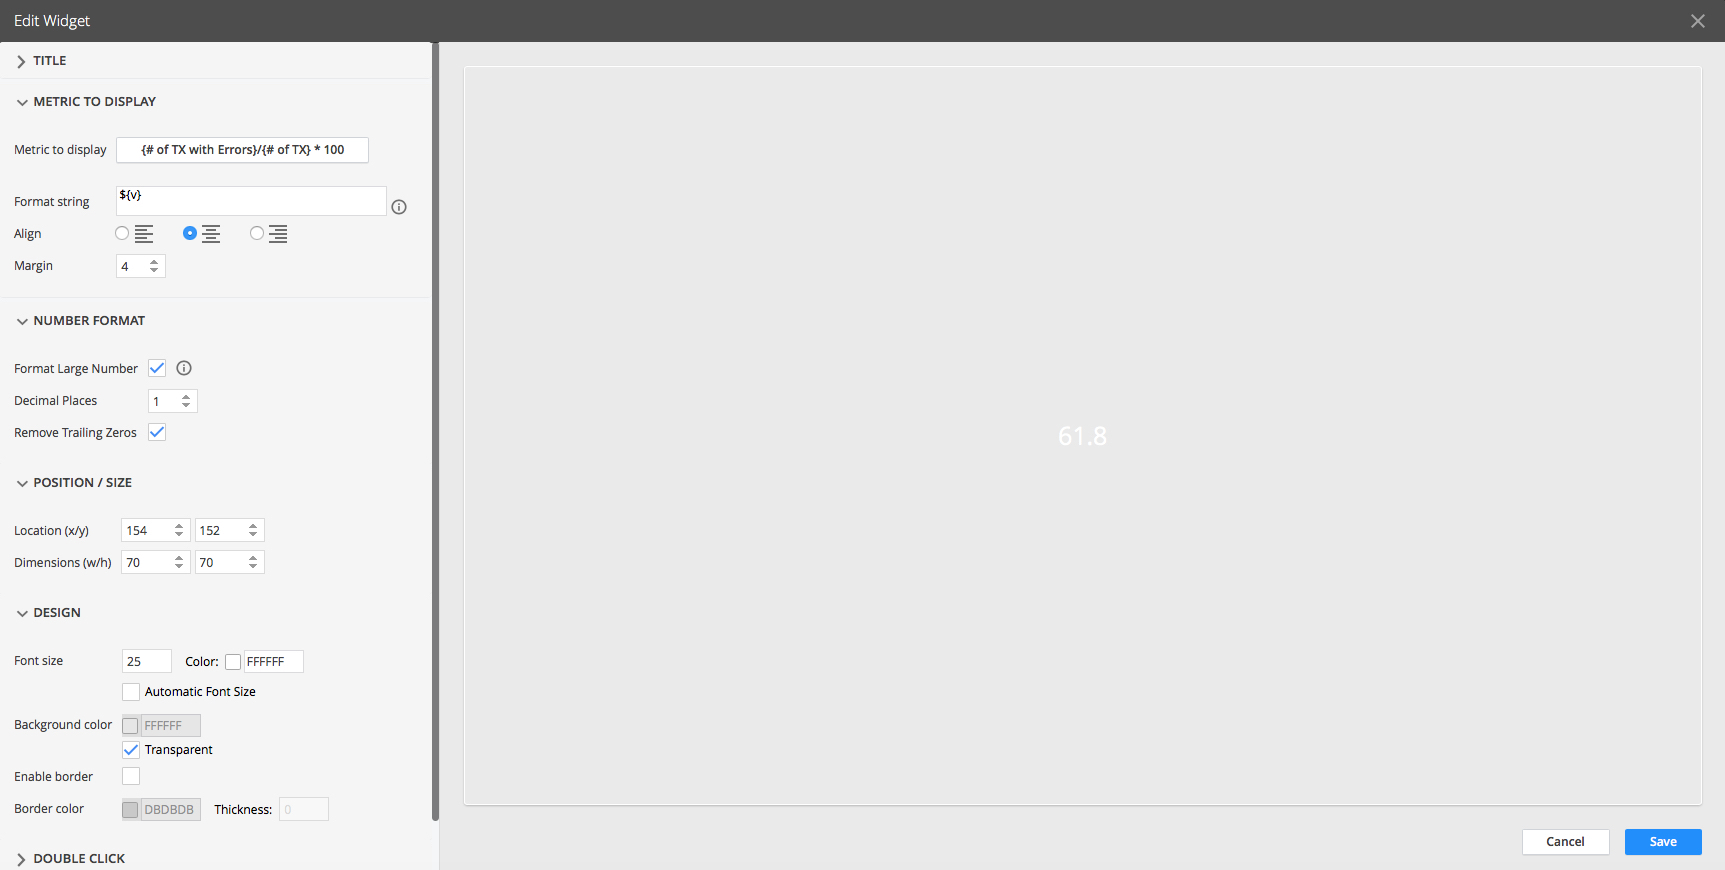 Edit Widget
TITLE
METRIC TO DISPLAY
Metric to display {# of TX with Errors}/{# of TX} * 100
Format string ${v}
Align
Margin 4
NUMBER FORMAT
Format Large Number
Decimal Places 1
Remove Trailing Zeros
POSITION / SIZE
Location (x/y) 154 152
Dimensions (w/h) 70 70
DESIGN
Font size 25 Color: FFFFFF
Automatic Font Size
Background color FFFFFF
Transparent
Enable border
Border color DBDBDB Thickness: 0
DOUBLE CLICK
61.8
Cancel Save